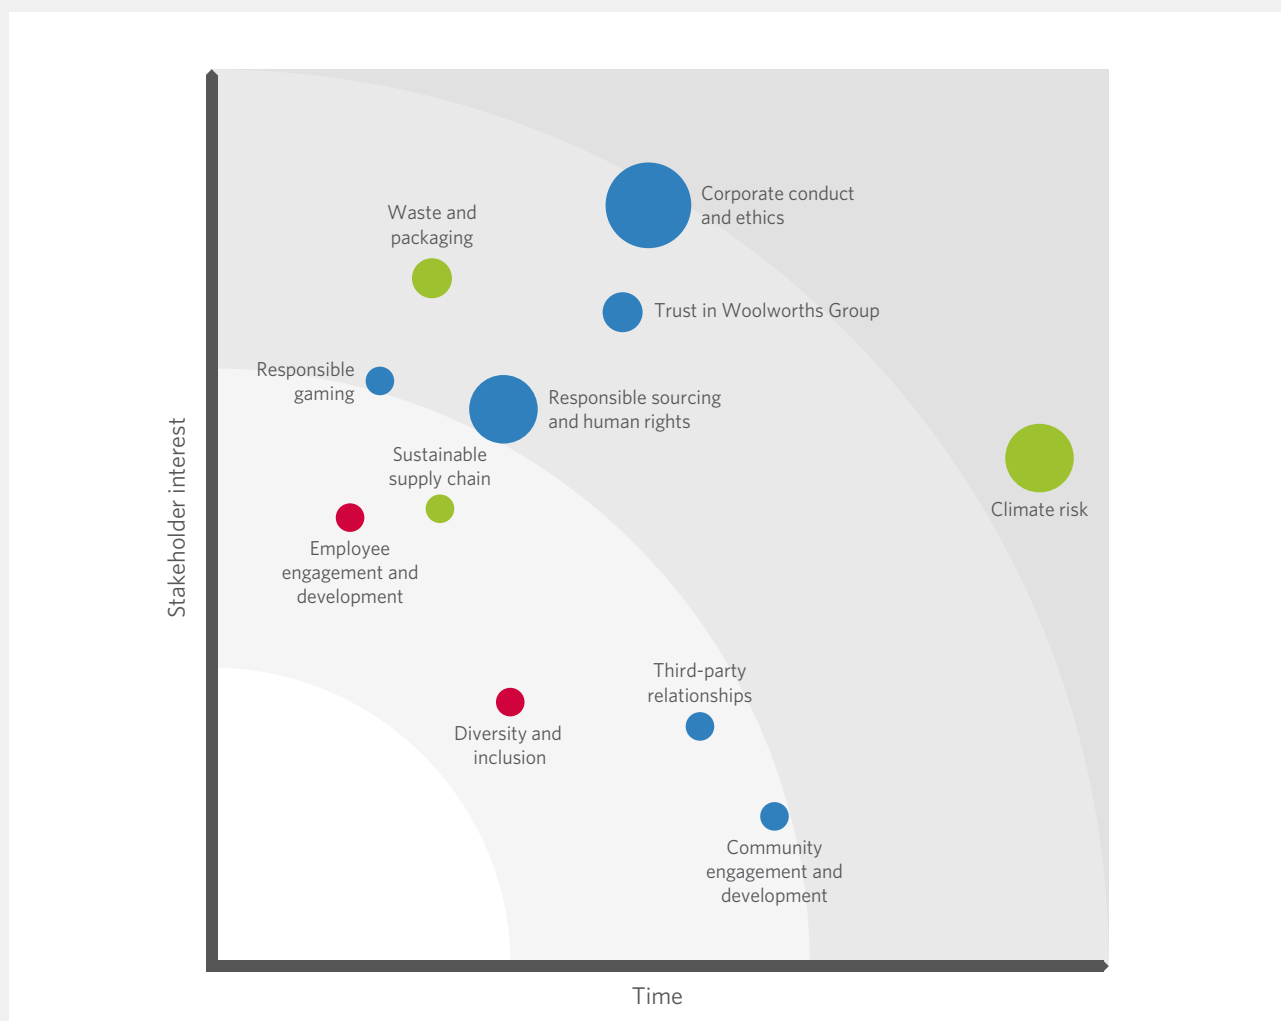 Corporate conduct
and ethics
Waste and
packaging
Trust in Woolworths Group
Responsible
gaming
Responsible sourcing
and human rights
Sustainable
supply chain
Climate risk
Employee
engagement and
development
Stakeholder interest
Third-party
relationships
Diversity and
inclusion
Community
engagement and
development
Time